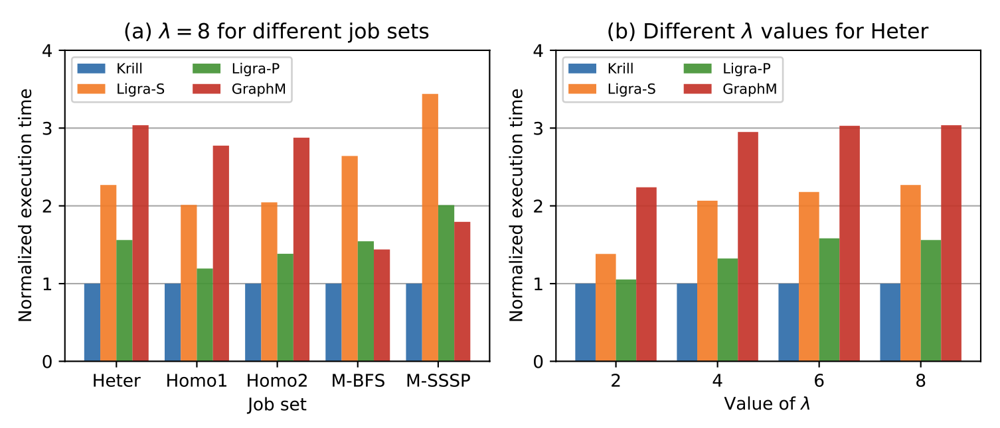 (a) λ = 8 for different job sets
Normalized execution time
4
3
2
1
0
Krill
Ligra-S
Ligra-P
GraphM
Heter Homo1 Homo2 M-BFS M-SSSP
Job set
(b) Different λ values for Heter
Normalized execution time
4
3
2
1
0
Krill
Ligra-S
Ligra-P
GraphM
2 4 6 8
Value of λ